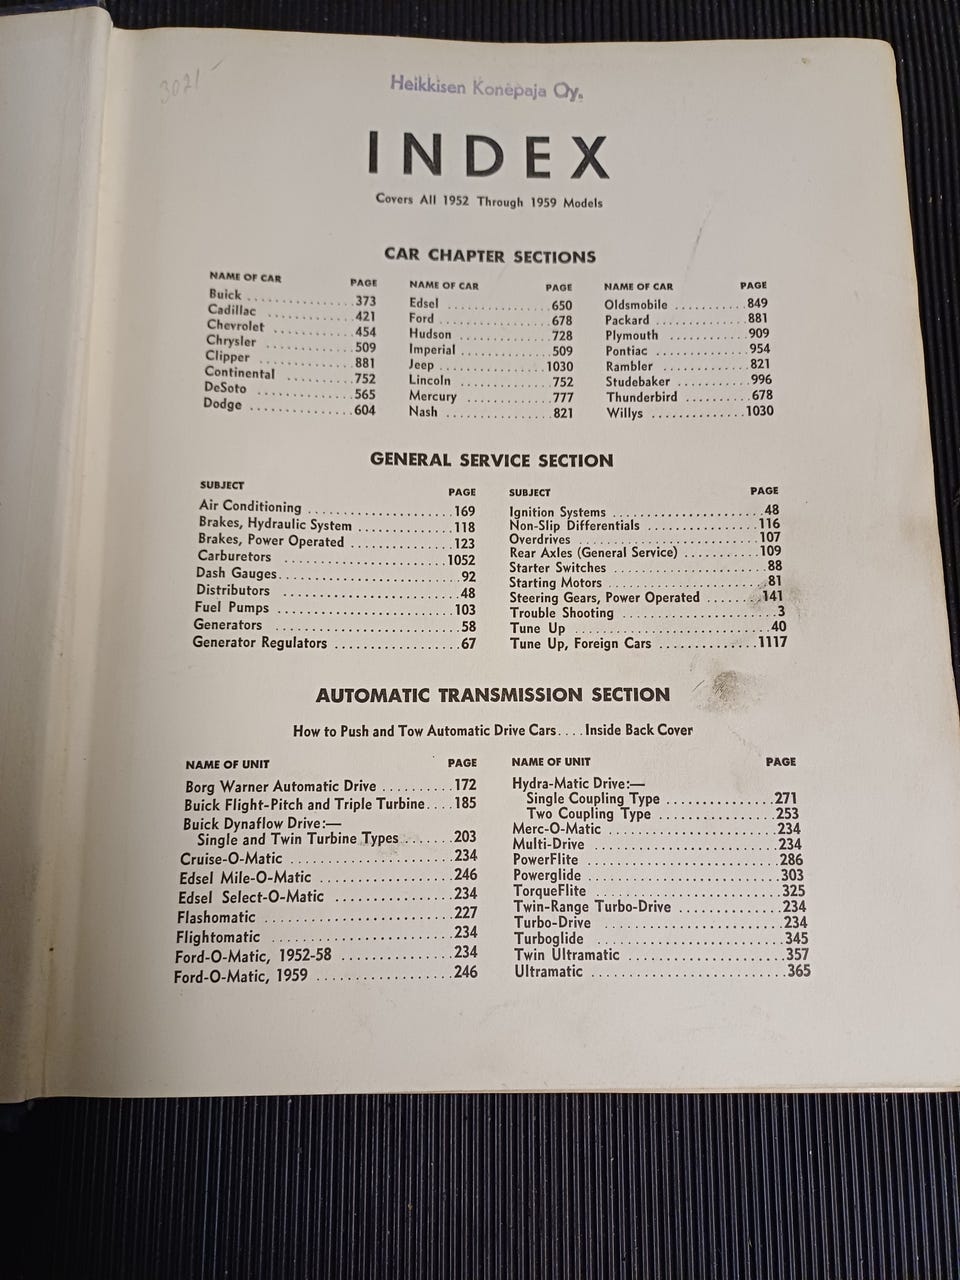 3021
Heikkisen Konepaja Oy.
INDEX
Covers All 1952 Through 1959 Models
CAR CHAPTER SECTIONS
NAME OF CAR PAGE
Buick ............... 373
Cadillac ............. 421
Chevrolet ............ 454
Chrysler ............. 509
Clipper .............. 881
Continental .......... 752
DeSoto ............... 565
Dodge ................ 604
NAME OF CAR PAGE
Edsel ................ 650
Ford ................. 678
Hudson ............... 728
Imperial ............. 509
Jeep ................. 1030
Lincoln .............. 752
Mercury .............. 777
Nash ................. 821
NAME OF CAR PAGE
Oldsmobile ........... 849
Packard .............. 881
Plymouth ............. 909
Pontiac .............. 954
Rambler .............. 821
Studebaker ........... 996
Thunderbird .......... 678
Willys ............... 1030
GENERAL SERVICE SECTION
SUBJECT PAGE
Air Conditioning ..................... 169
Brakes, Hydraulic System ............. 118
Brakes, Power Operated ............... 123
Carburetors .......................... 1052
Dash Gauges .......................... 92
Distributors ......................... 48
Fuel Pumps ........................... 103
Generators ........................... 58
Generator Regulators ................. 67
SUBJECT PAGE
Ignition Systems ..................... 48
Non-Slip Differentials ............... 116
Overdrives ........................... 107
Rear Axles (General Service) ......... 109
Starter Switches ..................... 88
Starting Motors ...................... 81
Steering Gears, Power Operated ....... 141
Trouble Shooting ..................... 3
Tune Up .............................. 40
Tune Up, Foreign Cars ................ 1117
AUTOMATIC TRANSMISSION SECTION
How to Push and Tow Automatic Drive Cars.... Inside Back Cover
NAME OF UNIT PAGE
Borg Warner Automatic Drive .......... 172
Buick Flight-Pitch and Triple Turbine.... 185
Buick Dynaflow Drive:—
Single and Twin Turbine Types ....... 203
Cruise-O-Matic ....................... 234
Edsel Mile-O-Matic ................... 246
Edsel Select-O-Matic ................. 234
Flashomatic .......................... 227
Flightomatic ......................... 234
Ford-O-Matic, 1952-58 ................ 234
Ford-O-Matic, 1959 ................... 246
NAME OF UNIT PAGE
Hydra-Matic Drive:—
Single Coupling Type ................. 271
Two Coupling Type .................... 253
Merc-O-Matic ......................... 234
Multi-Drive .......................... 234
PowerFlite ........................... 286
Powerglide ........................... 303
TorqueFlite .......................... 325
Twin-Range Turbo-Drive ............... 234
Turbo-Drive .......................... 234
Turboglide ........................... 345
Twin Ultramatic ...................... 357
Ultramatic ........................... 365